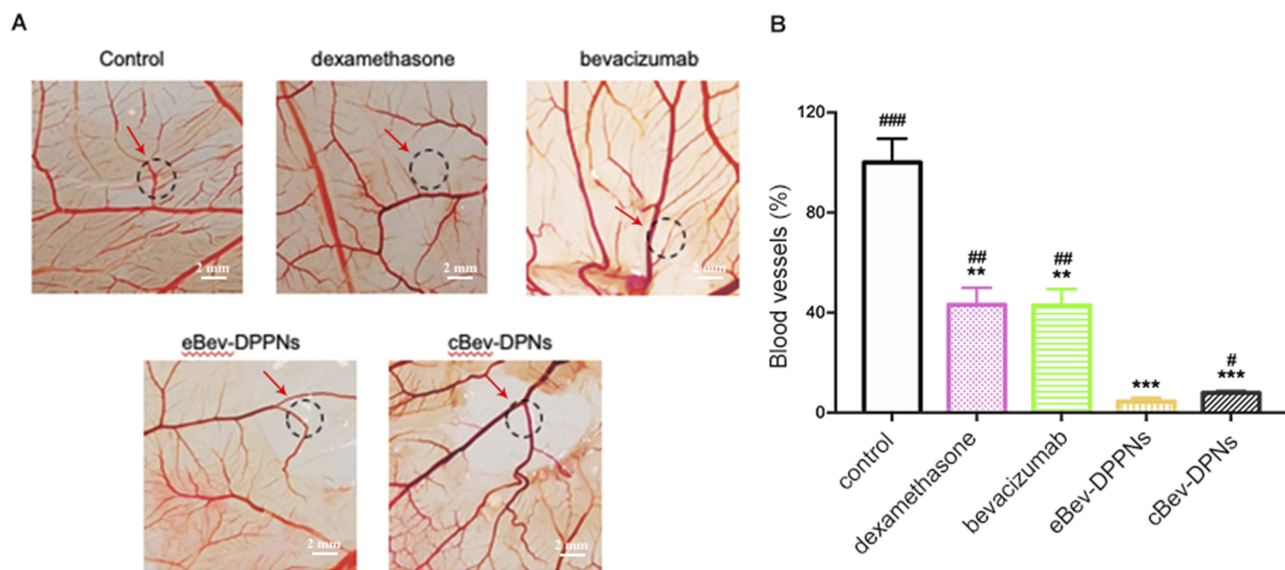 A
Control
dexamethasone
bevacizumab
2 mm
2 mm
2 mm
eBev-DPPNs
cBev-DPNs
2 mm
2 mm
B
Blood vessels (%)
120
80
40
0
###
##
**
##
**
***
#
***
control
dexamethasone
bevacizumab
eBev-DPPNs
cBev-DPNs